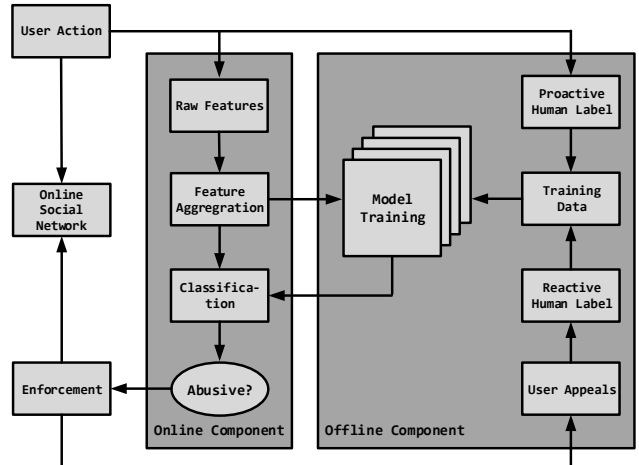 User Action
Raw Features
Proactive
Human Label
Feature
Aggregration
Model
Training
Training
Data
Online
Social
Network
Classifica-
tion
Reactive
Human Label
Enforcement
Abusive?
User Appeals
Online Component
Offline Component